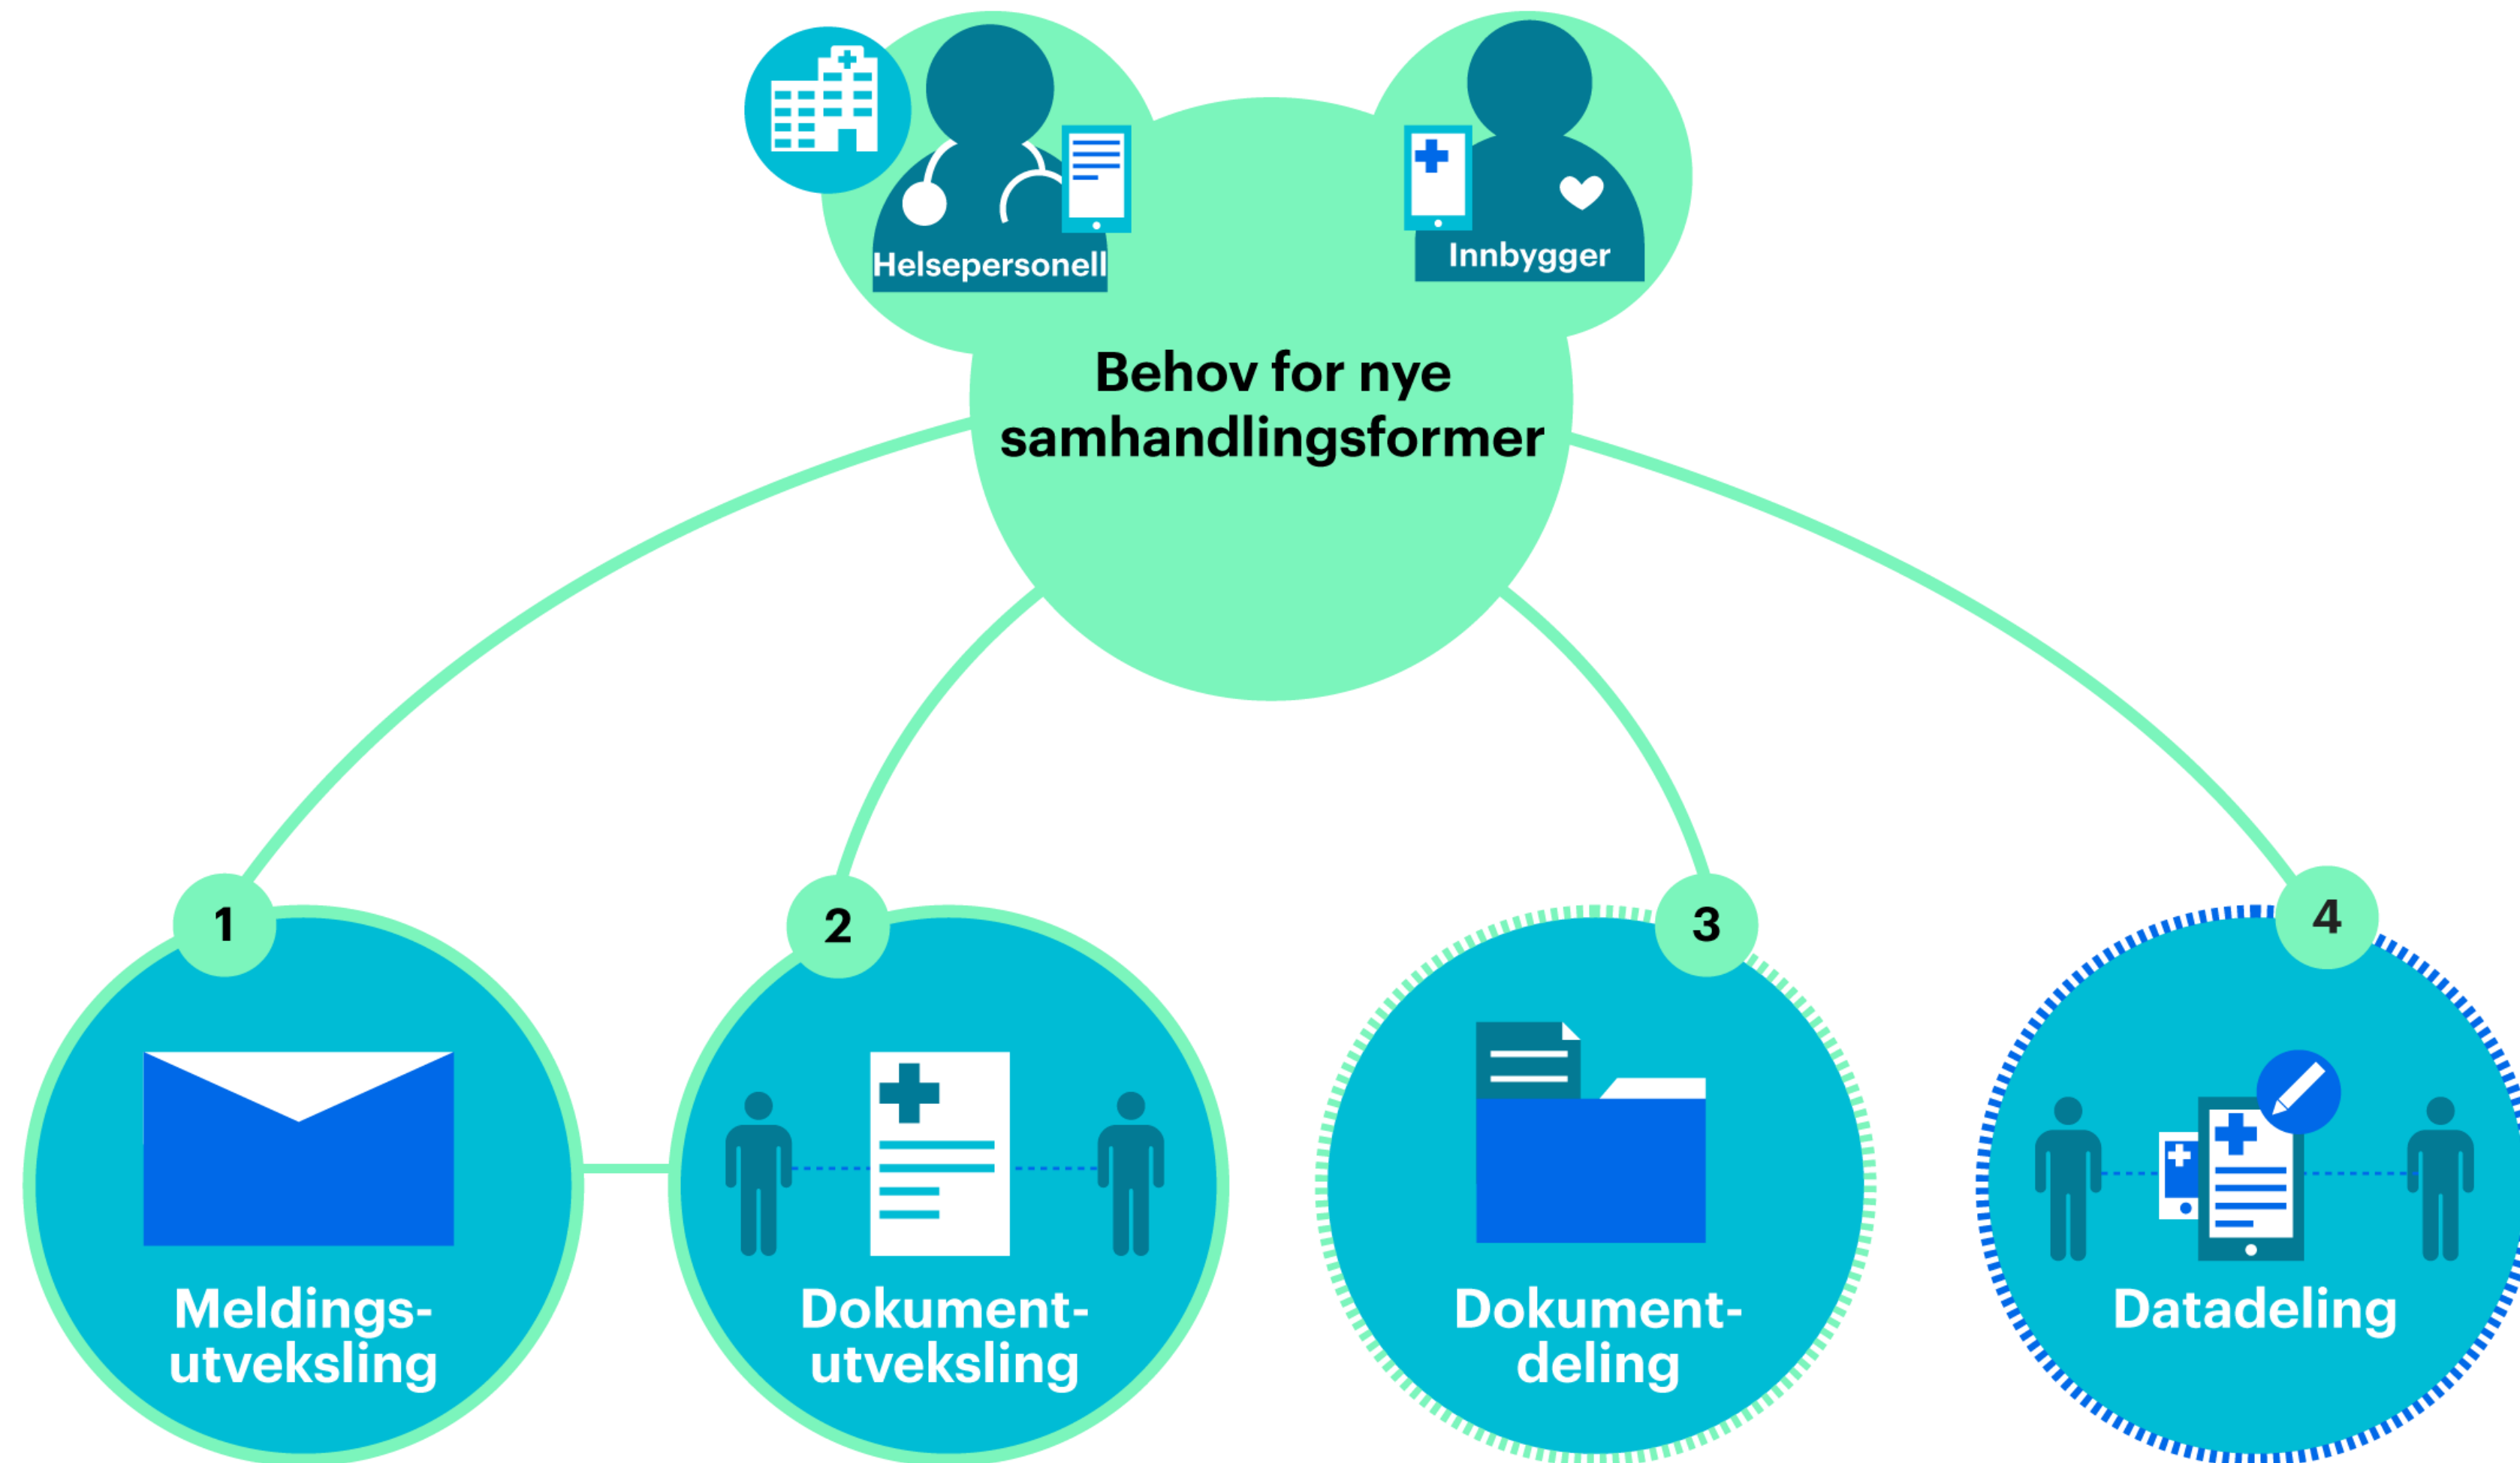 Helsepersonell
Innbygger
Behov for nye
samhandlingsformer
1
2
3
4
Meldings-
utveksling
Dokument-
utveksling
Dokument-
deling
Datadeling